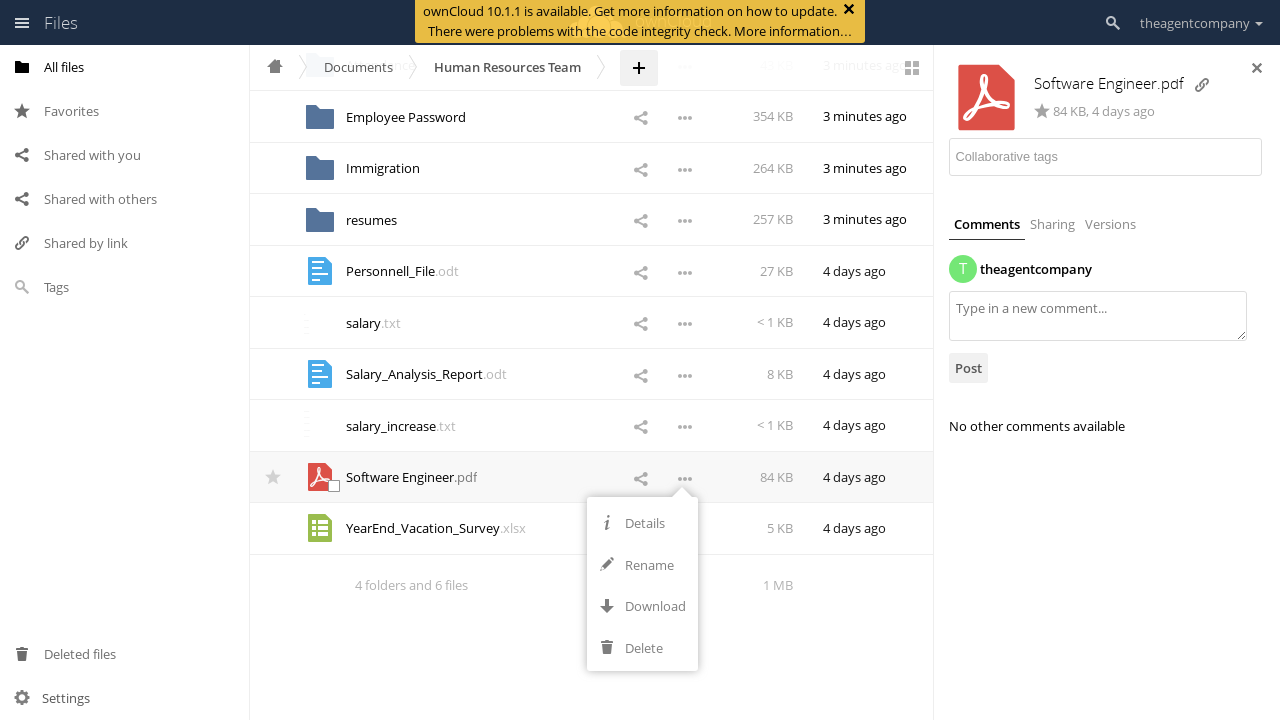 Files
ownCloud 10.1.1 is available. Get more information on how to update.
There were problems with the code integrity check. More information…
theagentcompany
All files
Favorites
Shared with you
Shared with others
Shared by link
Tags
Deleted files
Settings
Documents
Human Resources Team
3 minutes ago
Employee Password 354 KB 3 minutes ago
Immigration 264 KB 3 minutes ago
resumes 257 KB 3 minutes ago
Personnell_File.odt 27 KB 4 days ago
salary.txt < 1 KB 4 days ago
Salary_Analysis_Report.odt 8 KB 4 days ago
salary_increase.txt < 1 KB 4 days ago
Software Engineer.pdf 84 KB 4 days ago
YearEnd_Vacation_Survey.xlsx 5 KB 4 days ago
4 folders and 6 files 1 MB
Details
Rename
Download
Delete
Software Engineer.pdf
84 KB, 4 days ago
Collaborative tags
Comments Sharing Versions
T theagentcompany
Type in a new comment...
Post
No other comments available